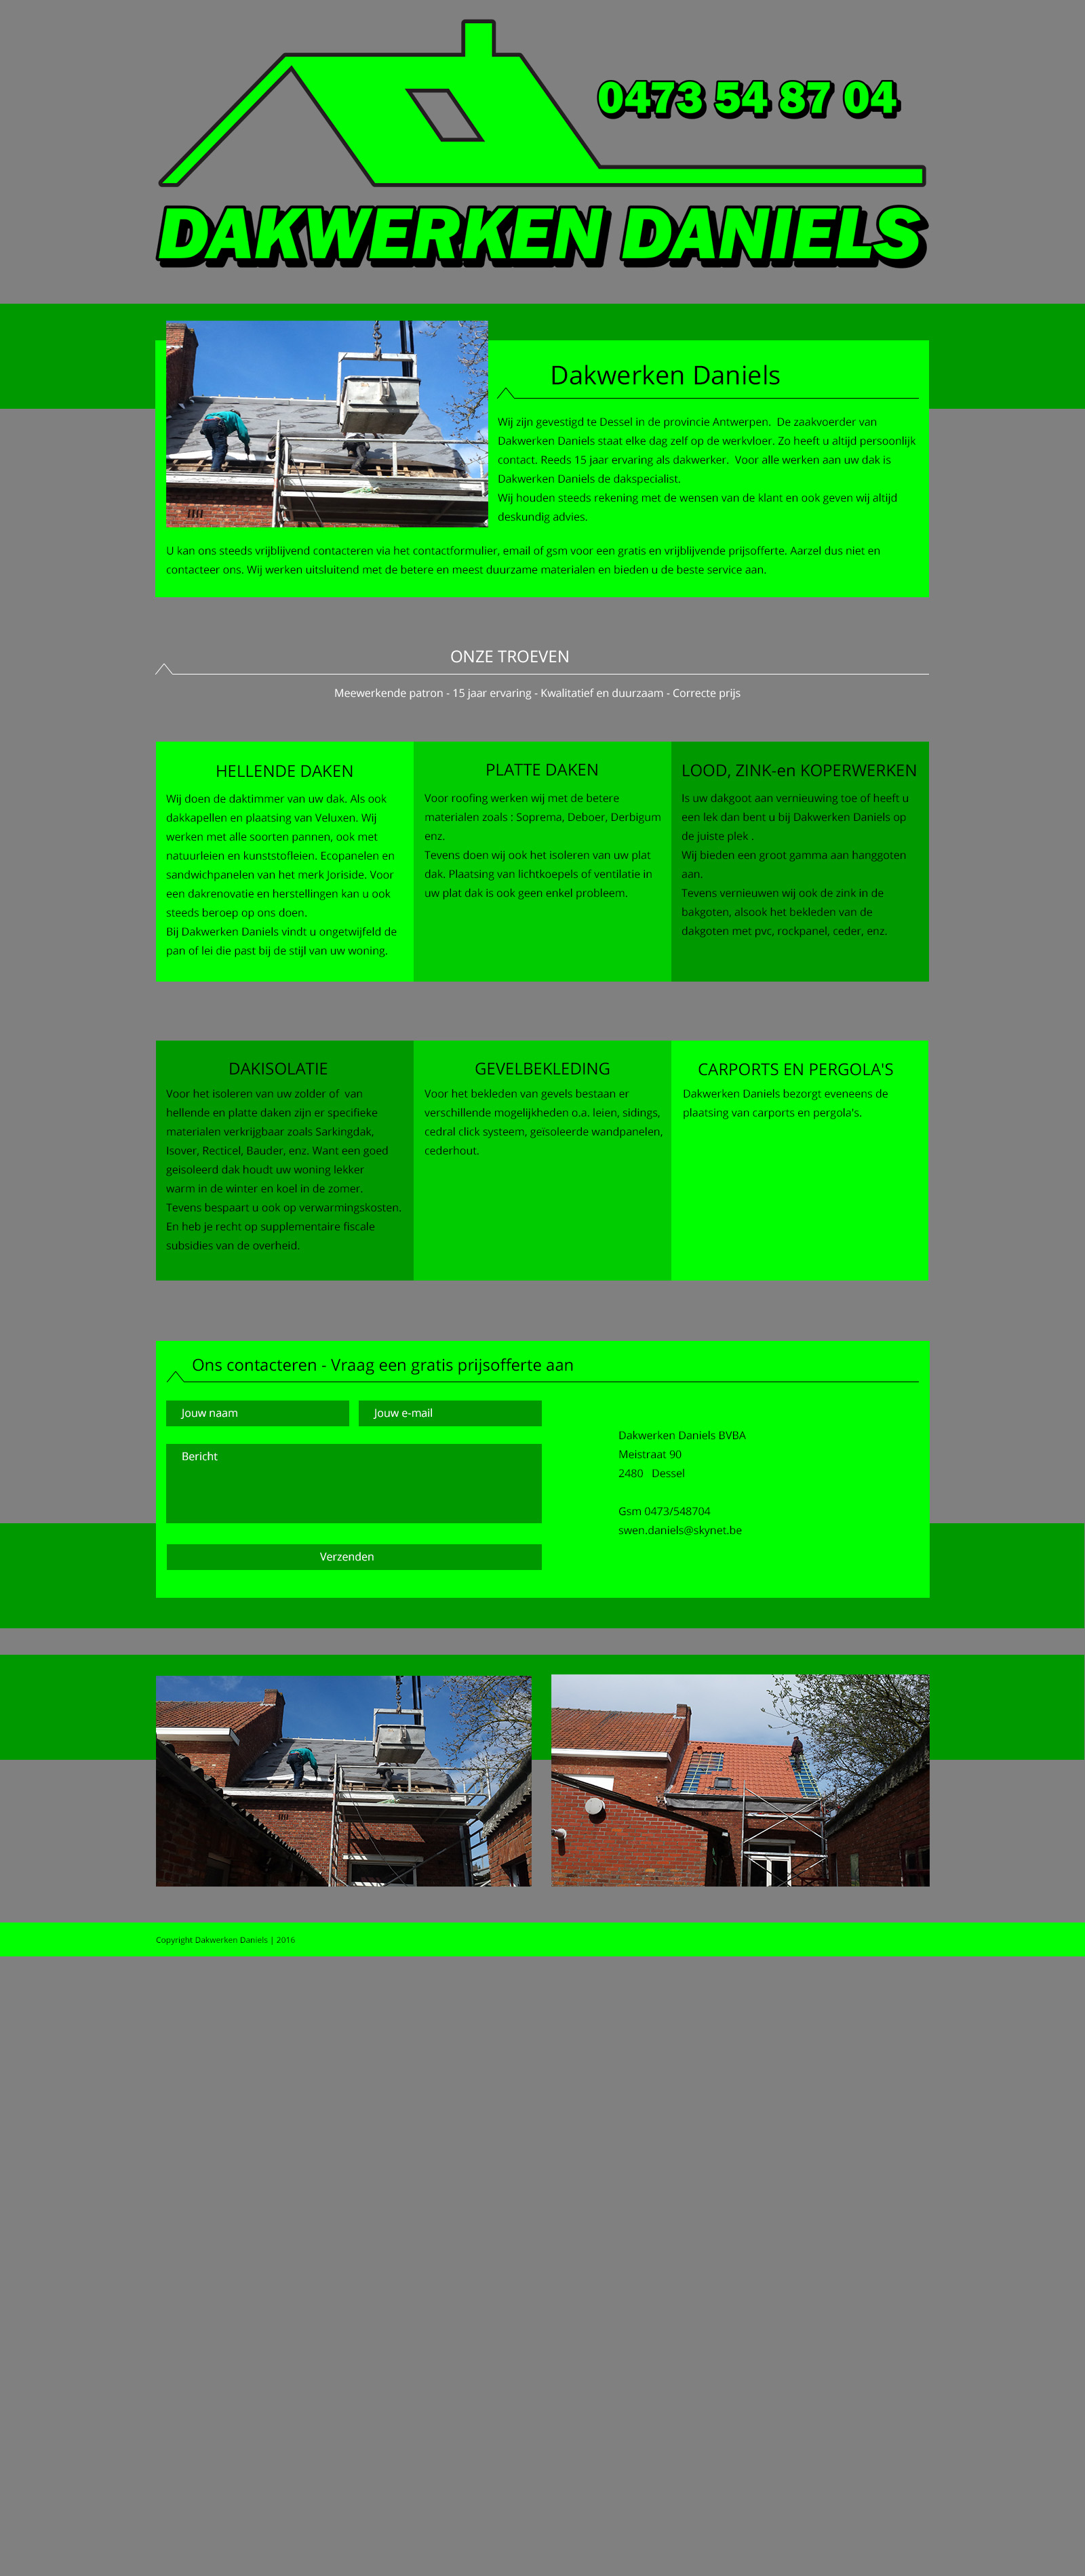 0473 54 87 04
DAKWERKEN DANIELS
Dakwerken Daniels
Wij zijn gevestigd te Dessel in de provincie Antwerpen.  De zaakvoerder van
Dakwerken Daniels staat elke dag zelf op de werkvloer. Zo heeft u altijd persoonlijk
contact. Reeds 15 jaar ervaring als dakwerker.  Voor alle werken aan uw dak is
Dakwerken Daniels de dakspecialist.
Wij houden steeds rekening met de wensen van de klant en ook geven wij altijd
deskundig advies.
U kan ons steeds vrijblijvend contacteren via het contactformulier, email of gsm voor een gratis en vrijblijvende prijsofferte. Aarzel dus niet en
contacteer ons. Wij werken uitsluitend met de betere en meest duurzame materialen en bieden u de beste service aan.
ONZE TROEVEN
Meewerkende patron - 15 jaar ervaring - Kwalitatief en duurzaam - Correcte prijs
HELLENDE DAKEN
Wij doen de daktimmer van uw dak. Als ook
dakkapellen en plaatsing van Veluxen. Wij
werken met alle soorten pannen, ook met
natuurleien en kunststofleien. Ecopanelen en
sandwichpanelen van het merk Joriside. Voor
een dakrenovatie en herstellingen kan u ook
steeds beroep op ons doen.
Bij Dakwerken Daniels vindt u ongetwijfeld de
pan of lei die past bij de stijl van uw woning.
PLATTE DAKEN
Voor roofing werken wij met de betere
materialen zoals : Soprema, Deboer, Derbigum
enz.
Tevens doen wij ook het isoleren van uw plat
dak. Plaatsing van lichtkoepels of ventilatie in
uw plat dak is ook geen enkel probleem.
LOOD, ZINK-en KOPERWERKEN
Is uw dakgoot aan vernieuwing toe of heeft u
een lek dan bent u bij Dakwerken Daniels op
de juiste plek .
Wij bieden een groot gamma aan hanggoten
aan.
Tevens vernieuwen wij ook de zink in de
bakgoten, alsook het bekleden van de
dakgoten met pvc, rockpanel, ceder, enz.
DAKISOLATIE
Voor het isoleren van uw zolder of  van
hellende en platte daken zijn er specifieke
materialen verkrijgbaar zoals Sarkingdak,
Isover, Recticel, Bauder, enz. Want een goed
geisoleerd dak houdt uw woning lekker
warm in de winter en koel in de zomer.
Tevens bespaart u ook op verwarmingskosten.
En heb je recht op supplementaire fiscale
subsidies van de overheid.
GEVELBEKLEDING
Voor het bekleden van gevels bestaan er
verschillende mogelijkheden o.a. leien, sidings,
cedral click systeem, geïsoleerde wandpanelen,
cederhout.
CARPORTS EN PERGOLA'S
Dakwerken Daniels bezorgt eveneens de
plaatsing van carports en pergola's.
Ons contacteren - Vraag een gratis prijsofferte aan
Jouw naam
Jouw e-mail
Bericht
Verzenden
Dakwerken Daniels BVBA
Meistraat 90
2480   Dessel
Gsm 0473/548704
swen.daniels@skynet.be
Copyright Dakwerken Daniels | 2016